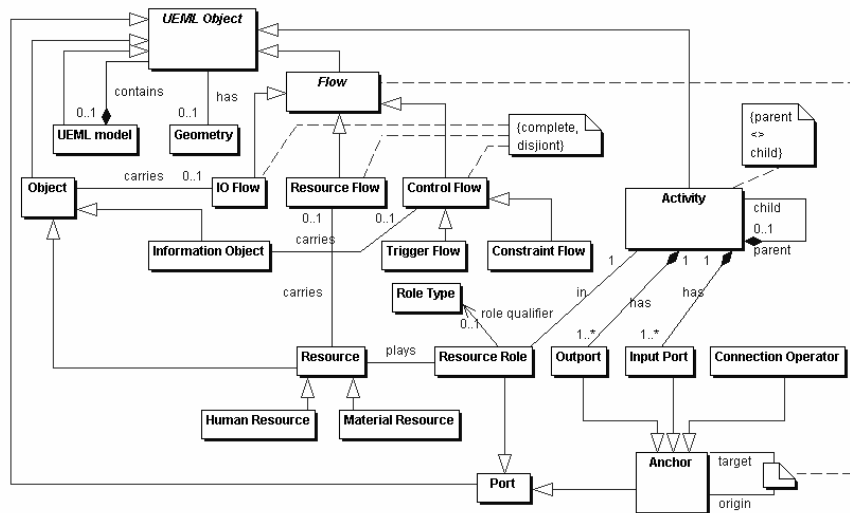 UEML Object
Flow
contains
has
0..1
0..1
UEML model
Geometry
{complete,
disjiont}
{parent
<>
child}
carries
0..1
Object
IO Flow
Resource Flow
Control Flow
Activity
child
0..1
parent
0..1
0..1
carries
Information Object
Trigger Flow
Constraint Flow
1
1
1
carries
Role Type
in
has
has
0..1
role qualifier
1..*
1..*
plays
Resource
Resource Role
Outport
Input Port
Connection Operator
Human Resource
Material Resource
Port
Anchor
target
origin